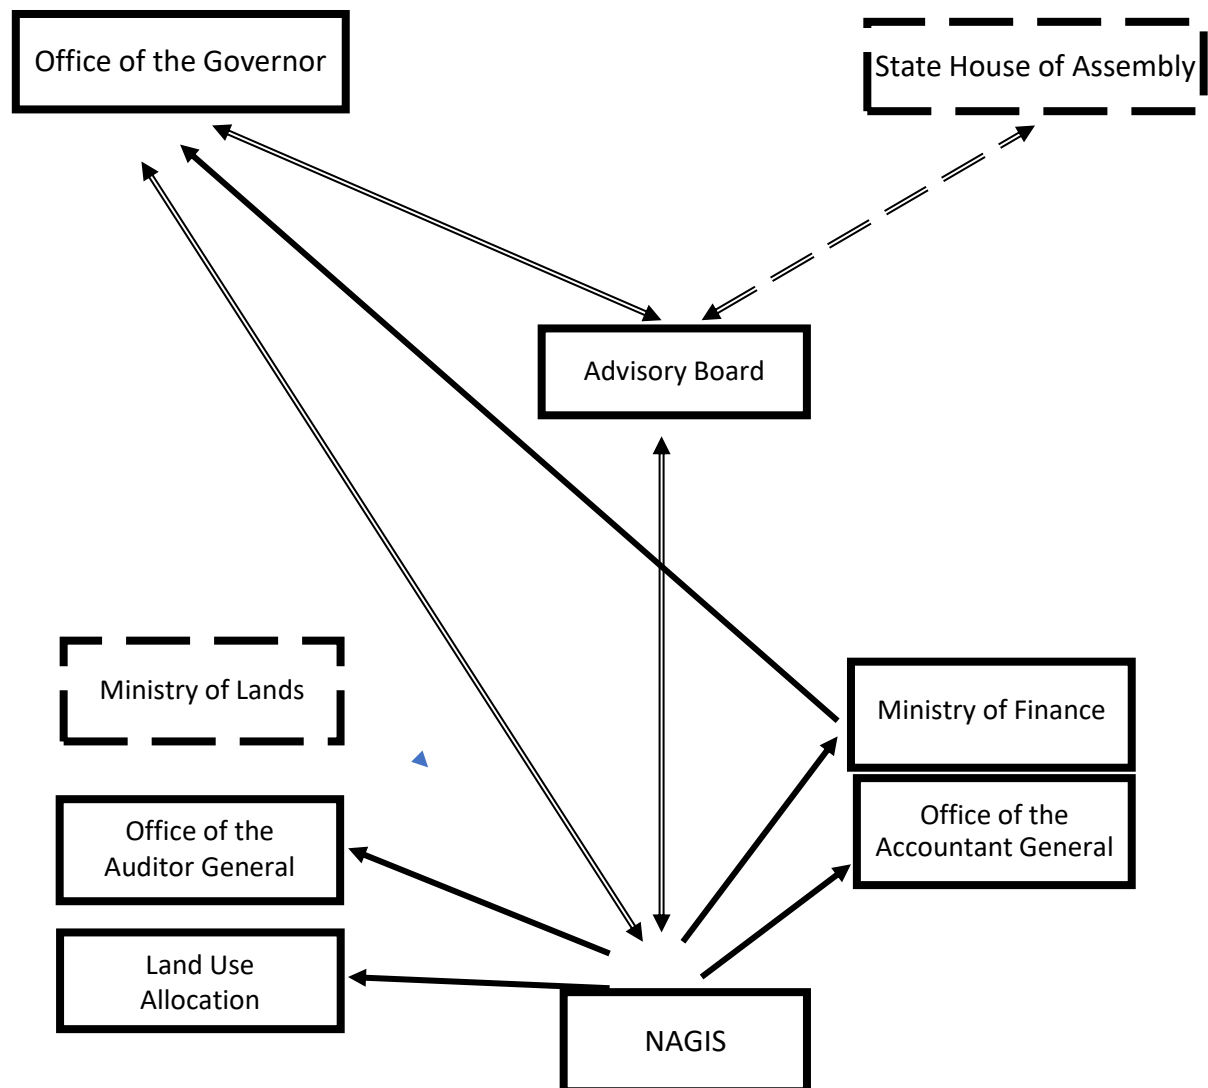 Office of the Governor
State House of Assembly
Advisory Board
Ministry of Lands
Ministry of Finance
Office of the
Auditor General
Office of the
Accountant General
Land Use
Allocation
NAGIS